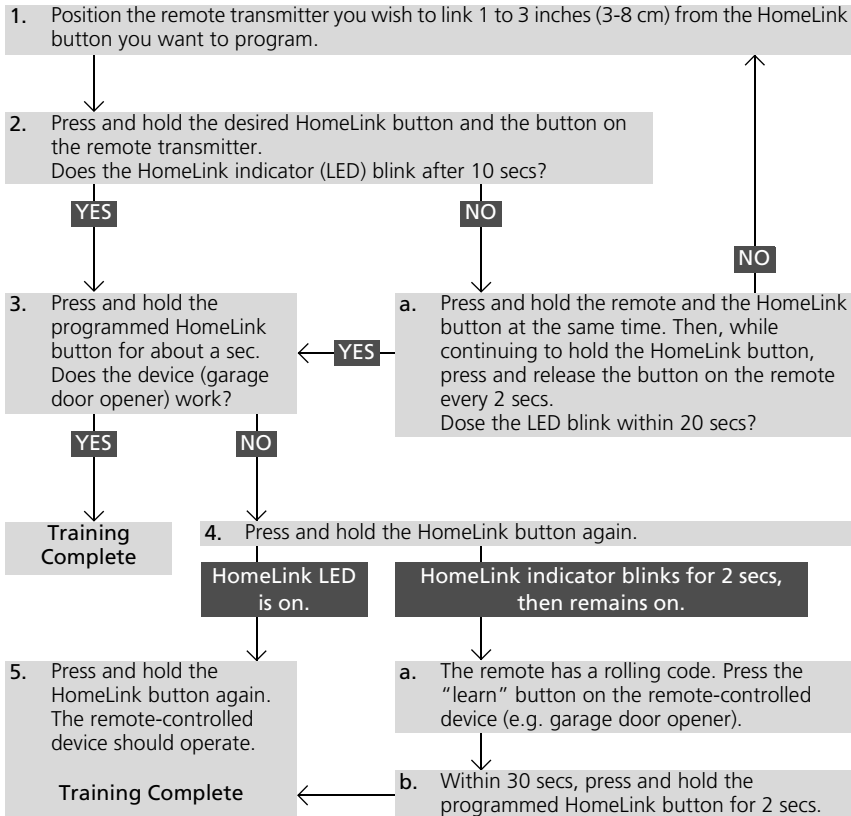 1. Position the remote transmitter you wish to link 1 to 3 inches (3-8 cm) from the HomeLink
button you want to program.
2. Press and hold the desired HomeLink button and the button on
the remote transmitter.
Does the HomeLink indicator (LED) blink after 10 secs?
YES
NO
NO
3. Press and hold the
programmed HomeLink
button for about a sec.
Does the device (garage
door opener) work?
YES
a. Press and hold the remote and the HomeLink
button at the same time. Then, while
continuing to hold the HomeLink button,
press and release the button on the remote
every 2 secs.
Dose the LED blink within 20 secs?
YES
NO
Training
Complete
4. Press and hold the HomeLink button again.
HomeLink LED
is on.
HomeLink indicator blinks for 2 secs,
then remains on.
5. Press and hold the
HomeLink button again.
The remote-controlled
device should operate.
Training Complete
a. The remote has a rolling code. Press the
“learn” button on the remote-controlled
device (e.g. garage door opener).
b. Within 30 secs, press and hold the
programmed HomeLink button for 2 secs.